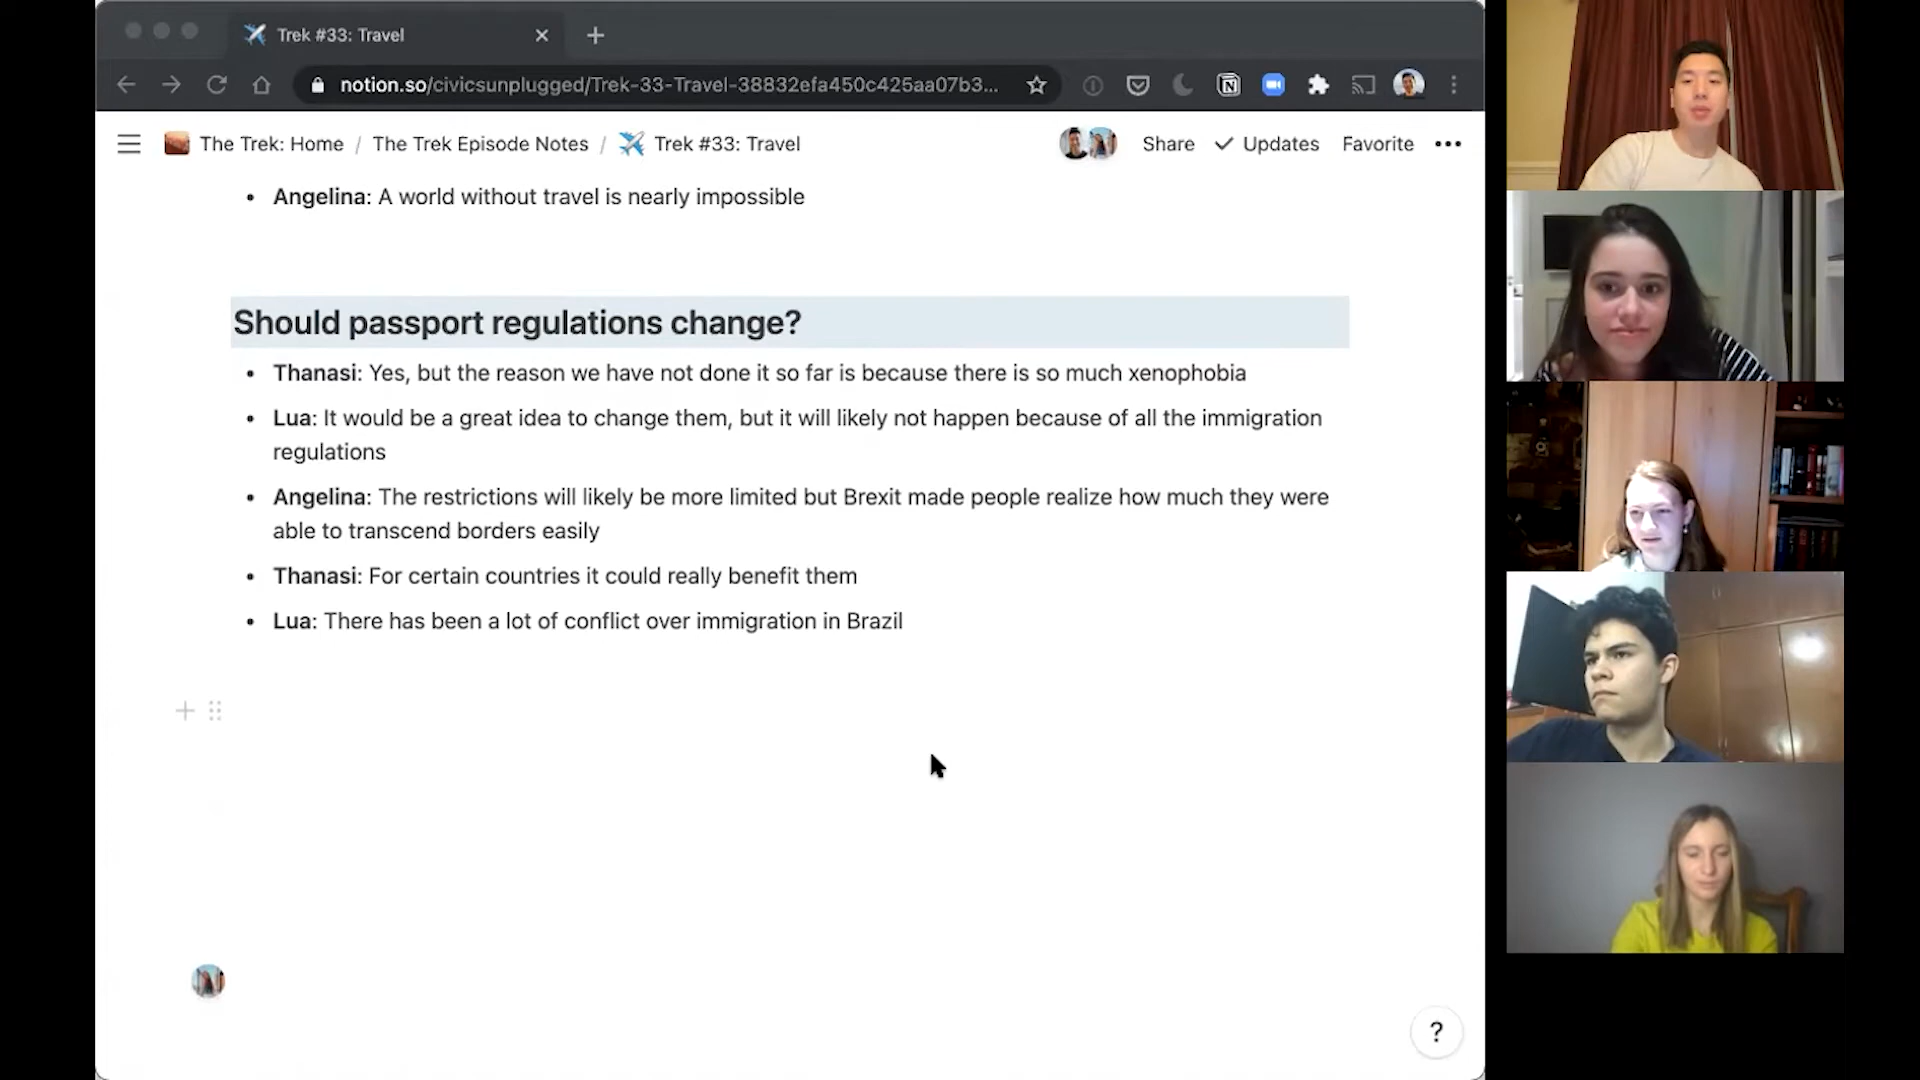 Trek #33: Travel
notion.so/civicsunplugged/Trek-33-Travel-38832efa450c425aa07b3...
The Trek: Home / The Trek Episode Notes / Trek #33: Travel
Share Updates Favorite
• Angelina: A world without travel is nearly impossible
Should passport regulations change?
• Thanasi: Yes, but the reason we have not done it so far is because there is so much xenophobia
• Lua: It would be a great idea to change them, but it will likely not happen because of all the immigration
regulations
• Angelina: The restrictions will likely be more limited but Brexit made people realize how much they were
able to transcend borders easily
• Thanasi: For certain countries it could really benefit them
• Lua: There has been a lot of conflict over immigration in Brazil
?